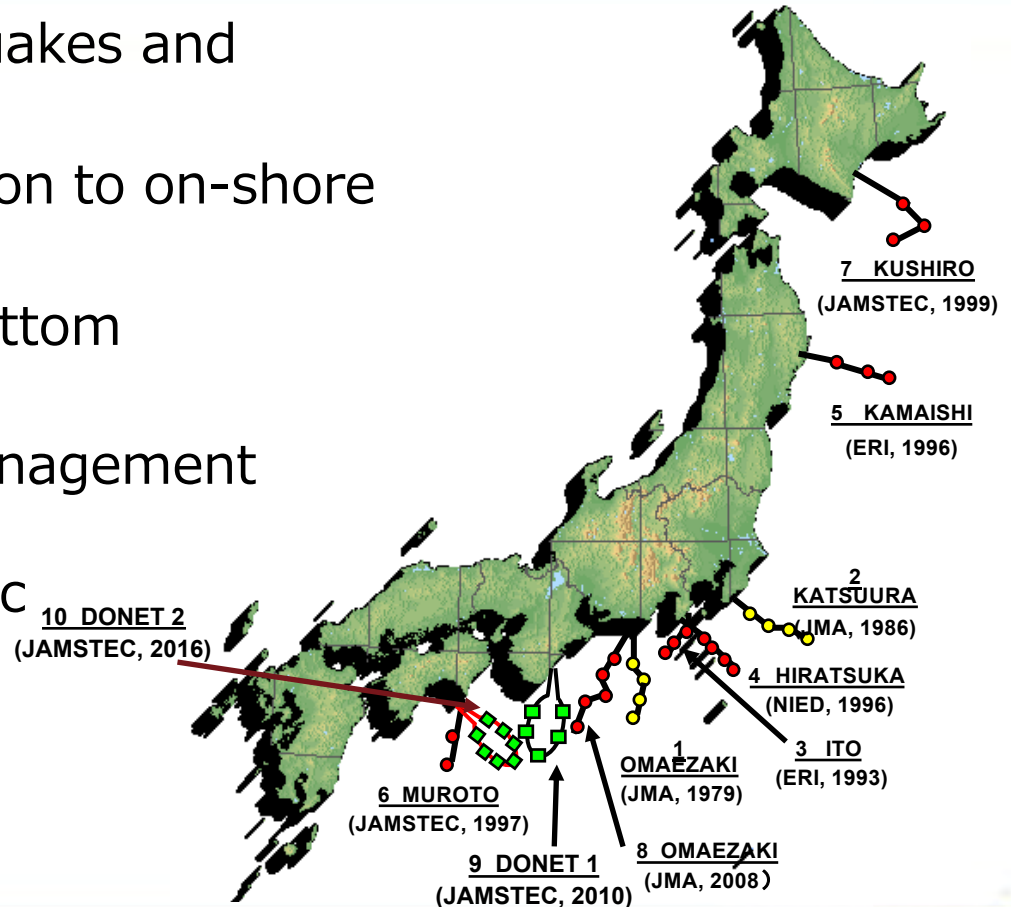 uakes and
on to on-shore
ottom
nagement
c
10 DONET 2
(JAMSTEC, 2016)
7 KUSHIRO
(JAMSTEC, 1999)
5 KAMAISHI
(ERI, 1996)
2
KATSUURA
(JMA, 1986)
4 HIRATSUKA
(NIED, 1996)
3 ITO
(ERI, 1993)
1
OMAEZAKI
(JMA, 1979)
6 MUROTO
(JAMSTEC, 1997)
8 OMAEZAKI
(JMA, 2008）
9 DONET 1
(JAMSTEC, 2010)